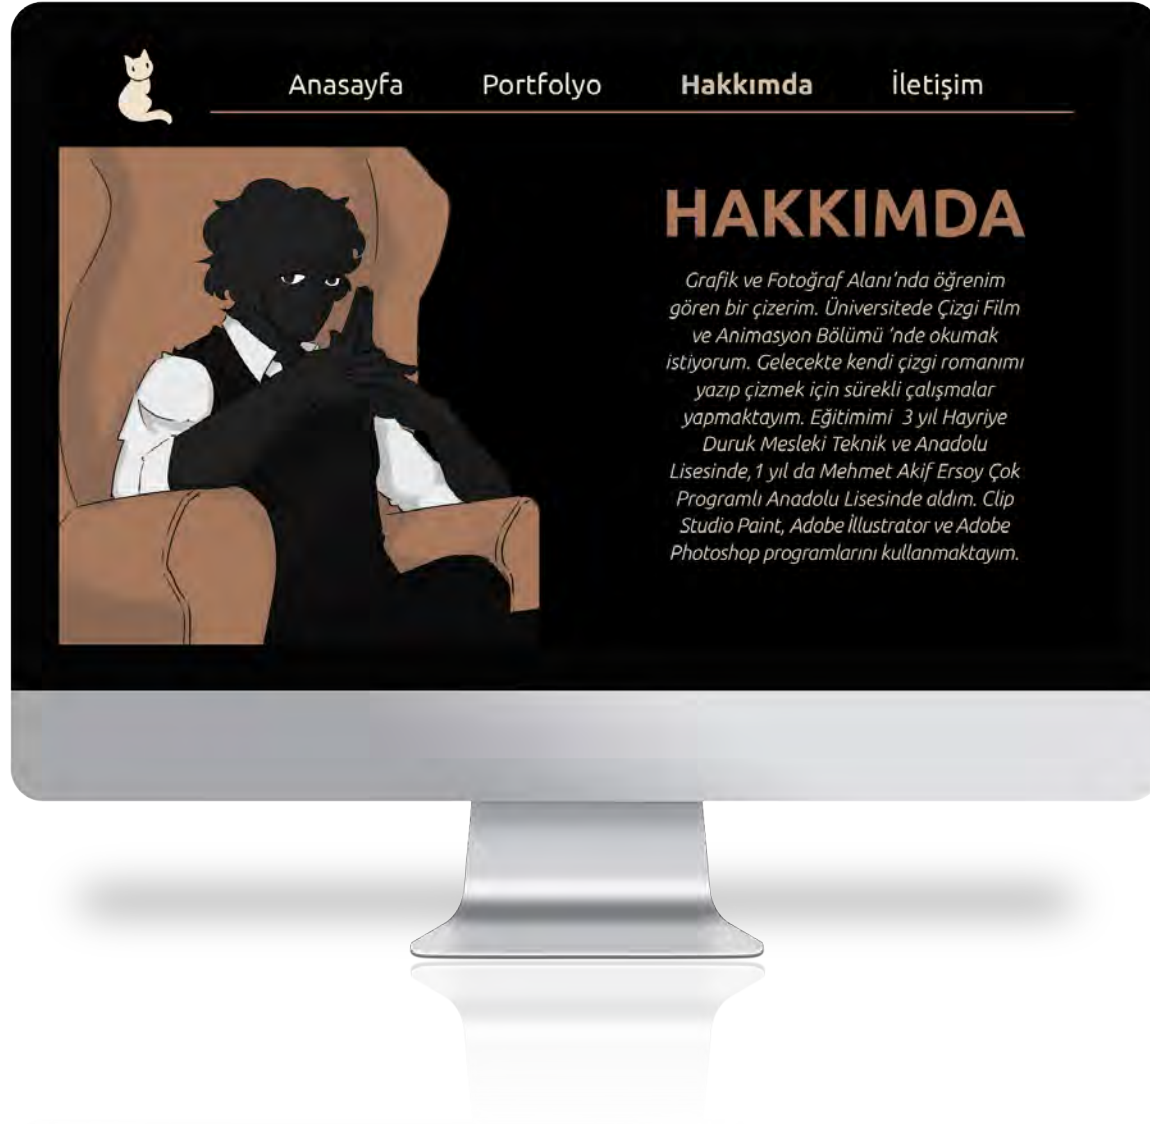 Anasayfa Portfolyo Hakkımda İletişim
HAKKIMDA
Grafik ve Fotoğraf Alanı'nda öğrenim
gören bir çizerim. Üniversitede Çizgi Film
ve Animasyon Bölümü 'nde okumak
istiyorum. Gelecekte kendi çizgi romanımı
yazıp çizmek için sürekli çalışmalar
yapmaktayım. Eğitimimi 3 yıl Hayriye
Duruk Mesleki Teknik ve Anadolu
Lisesinde, 1 yıl da Mehmet Akif Ersoy Çok
Programlı Anadolu Lisesinde aldım. Clip
Studio Paint, Adobe İllustrator ve Adobe
Photoshop programlarını kullanmaktayım.